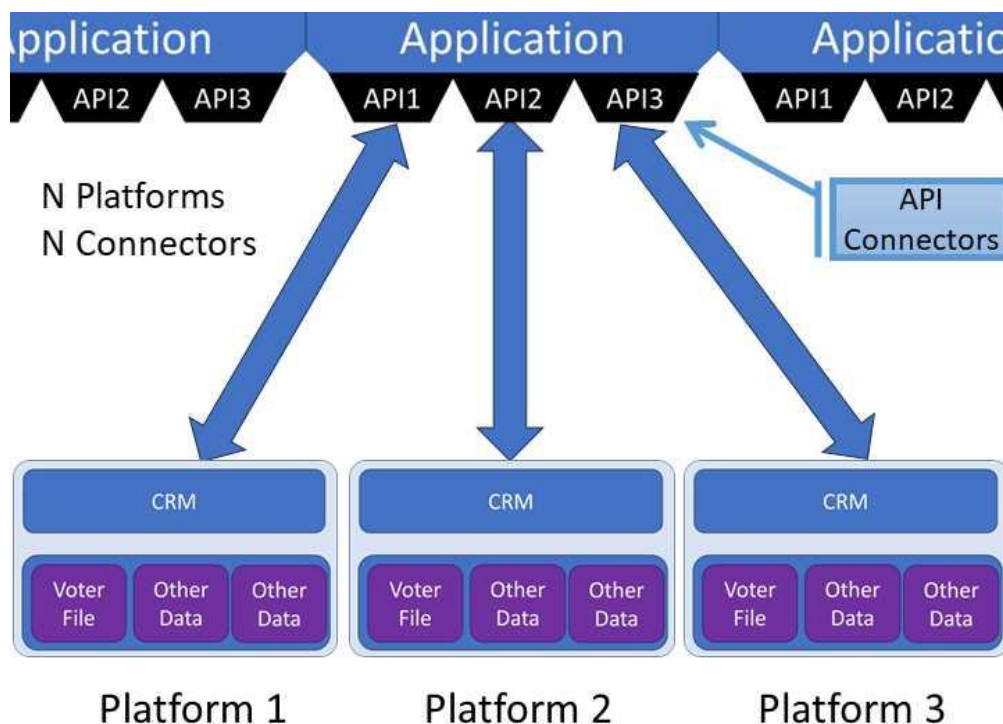 Application
Application
Applicatio
API2
API3
API1
API2
API3
API1
API2
N Platforms
N Connectors
API
Connectors
CRM
CRM
CRM
Voter
File
Other
Data
Other
Data
Voter
File
Other
Data
Other
Data
Voter
File
Other
Data
Other
Data
Platform 1
Platform 2
Platform 3